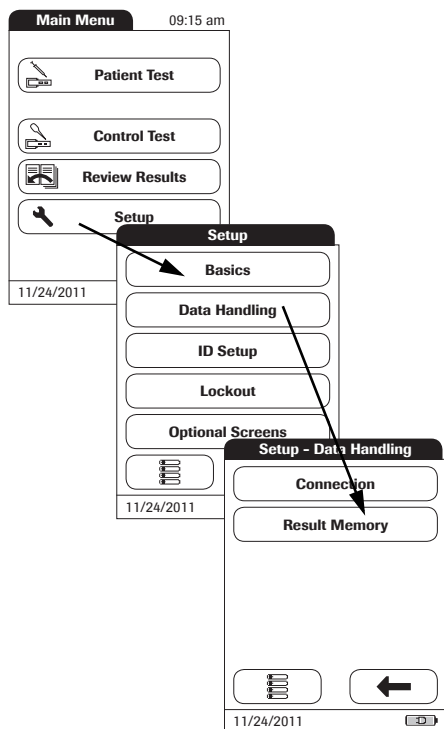 Main Menu 09:15 am
Patient Test
Control Test
Review Results
Setup
11/24/2011
Setup
Basics
Data Handling
ID Setup
Lockout
Optional Screens
11/24/2011
Setup - Data Handling
Connection
Result Memory
11/24/2011